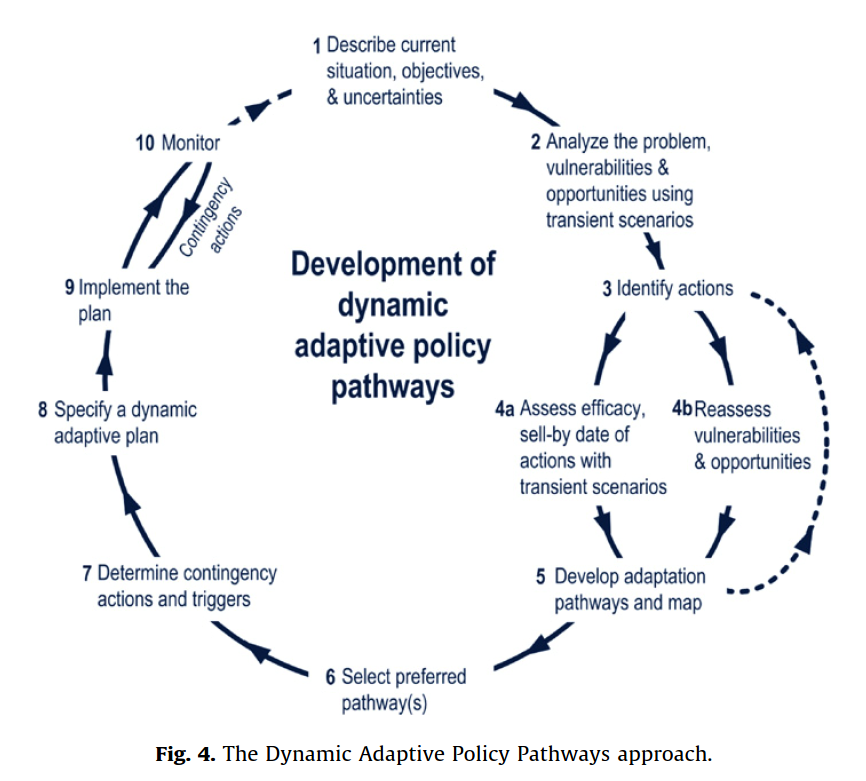 1 Describe current
situation, objectives,
& uncertainties
2 Analyze the problem,
vulnerabilities &
opportunities using
transient scenarios
3 Identify actions
4a Assess efficacy,
sell-by date of
actions with
transient scenarios
4b Reassess
vulnerabilities
& opportunities
5 Develop adaptation
pathways and map
6 Select preferred
pathway(s)
7 Determine contingency
actions and triggers
8 Specify a dynamic
adaptive plan
9 Implement the
plan
10 Monitor
Contingency
actions
Development of
dynamic
adaptive policy
pathways
Fig. 4. The Dynamic Adaptive Policy Pathways approach.